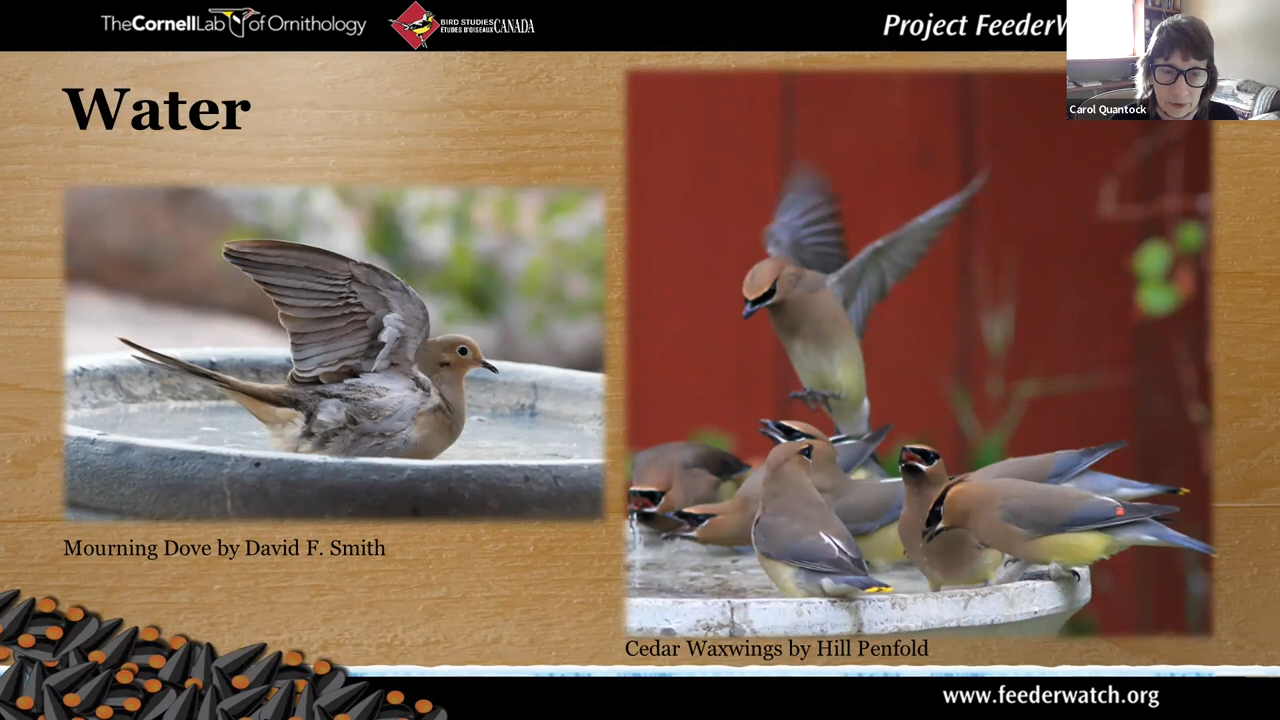 TheCornellLab of Ornithology
BIRD STUDIES CANADA
ÉTUDES D'OISEAUX
Project FeederW
Carol Quantock
Water
Mourning Dove by David F. Smith
Cedar Waxwings by Hill Penfold
www.feederwatch.org